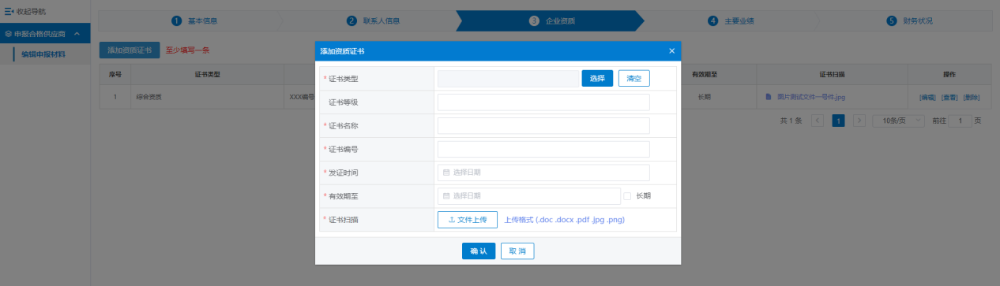 收起导航
申报合格供应商
编辑申报材料
1 基本信息
2 联系人信息
3 企业资质
4 主要业绩
5 财务状况
添加资质证书 至少填写一条
序号 证书类型 有效期至 证书扫描 操作
1 综合资质 XXX编号 长期 图片测试文件一号件.jpg [编辑] [查看] [删除]
共 1 条 < 1 > 10条/页 前往 1 页
添加资质证书 ×
* 证书类型 选择 清空
证书等级
* 证书名称
* 证书编号
* 发证时间 选择日期
* 有效期至 选择日期 长期
* 证书扫描 文件上传 上传格式 (.doc .docx .pdf .jpg .png)
确认 取消